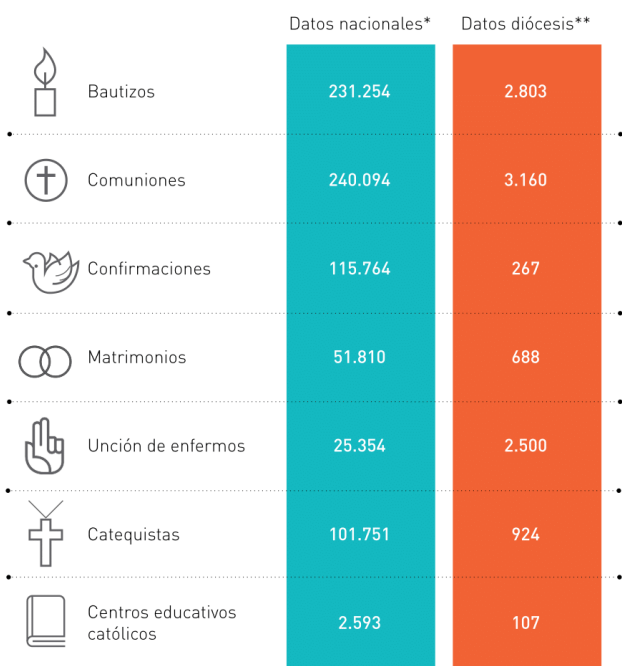 Datos nacionales* Datos diócesis**
Bautizos 231.254 2.803
Comuniones 240.094 3.160
Confirmaciones 115.764 267
Matrimonios 51.810 688
Unción de enfermos 25.354 2.500
Catequistas 101.751 924
Centros educativos
católicos 2.593 107